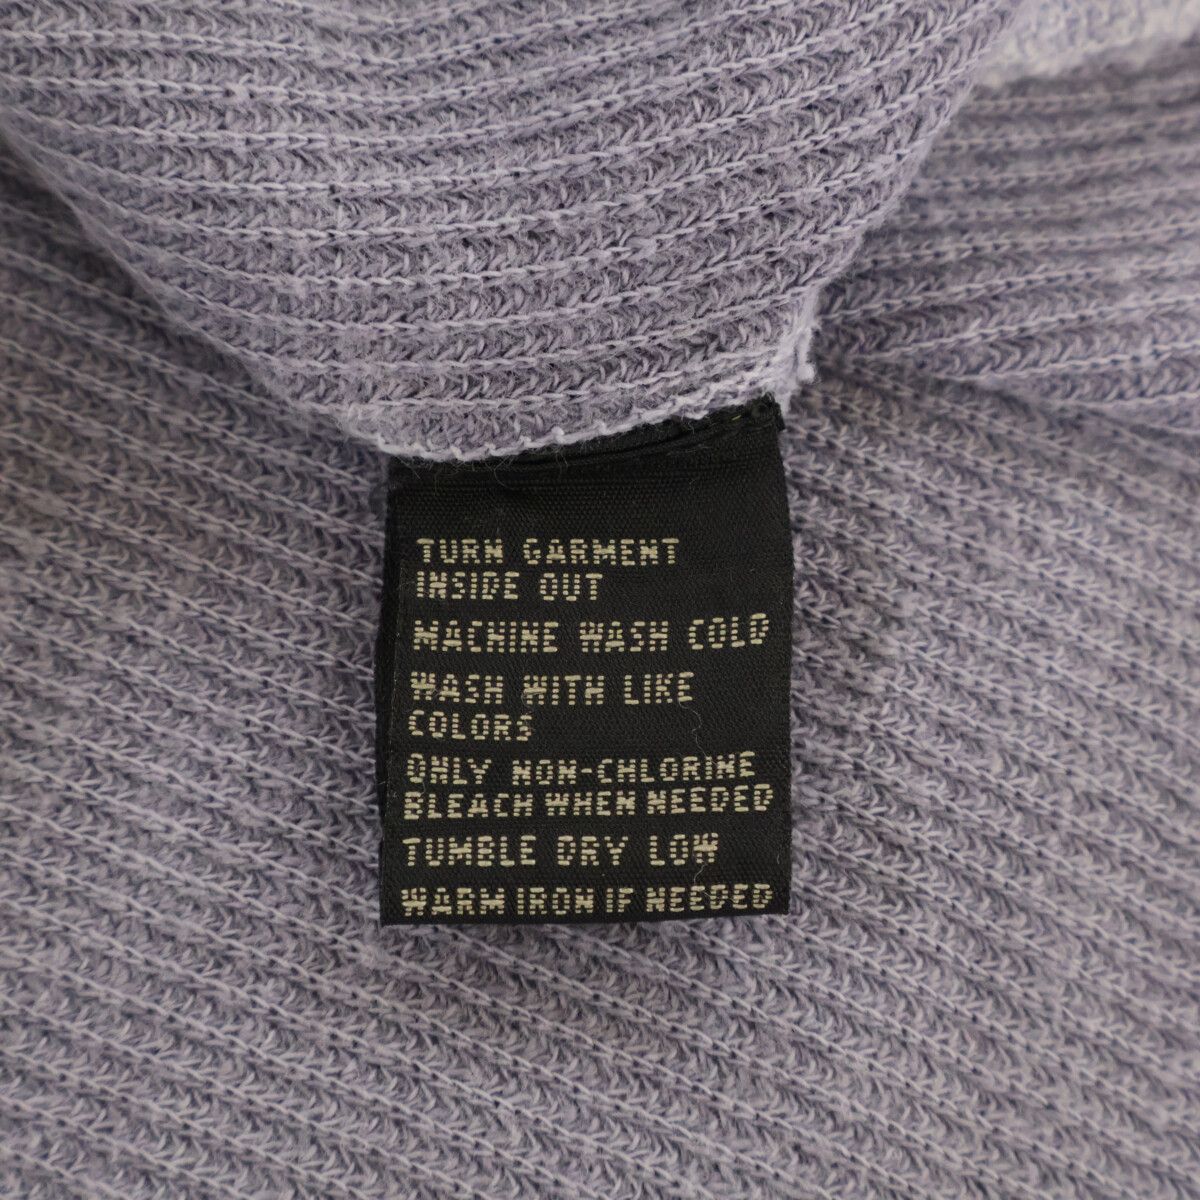 TURN GARMENT
INSIDE OUT
MACHINE WASH COLD
WASH WITH LIKE
COLORS
ONLY NON-CHLORINE
BLEACH WHEN NEEDED
TUMBLE DRY LOW
WARM IRON IF NEEDED